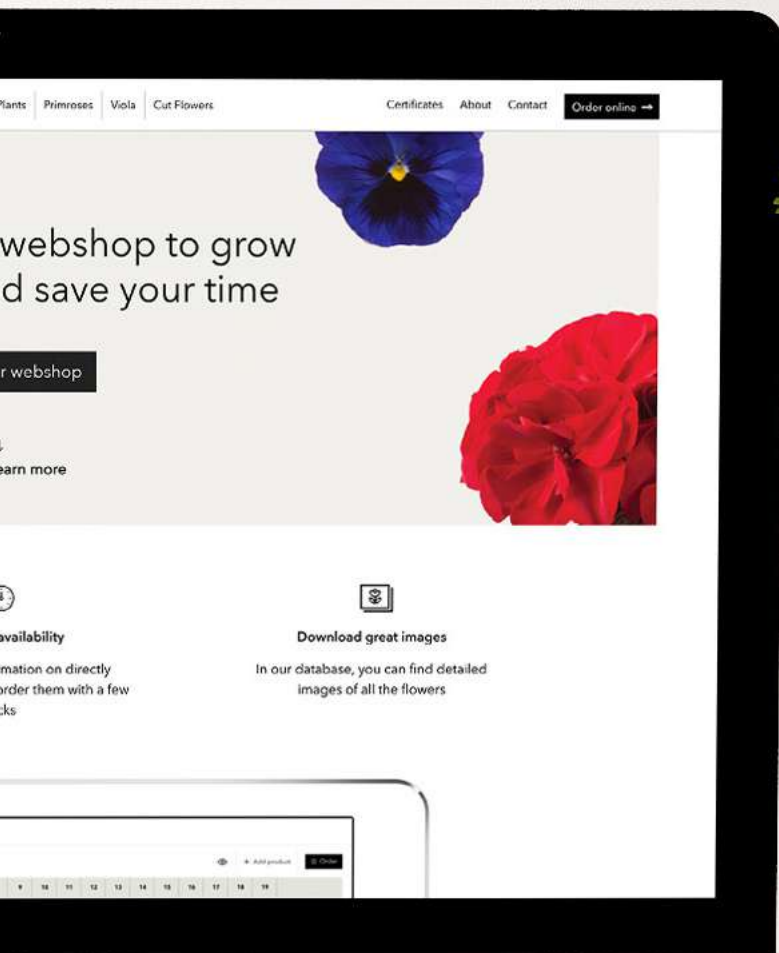 Plants Primroses Viola Cut Flowers Certificates About Contact Order online →
webshop to grow
d save your time
r webshop
earn more
availability
mation on directly
order them with a few
cks
Download great images
In our database, you can find detailed
images of all the flowers
+ Add product Order
9 10 11 12 13 14 15 16 17 18 19